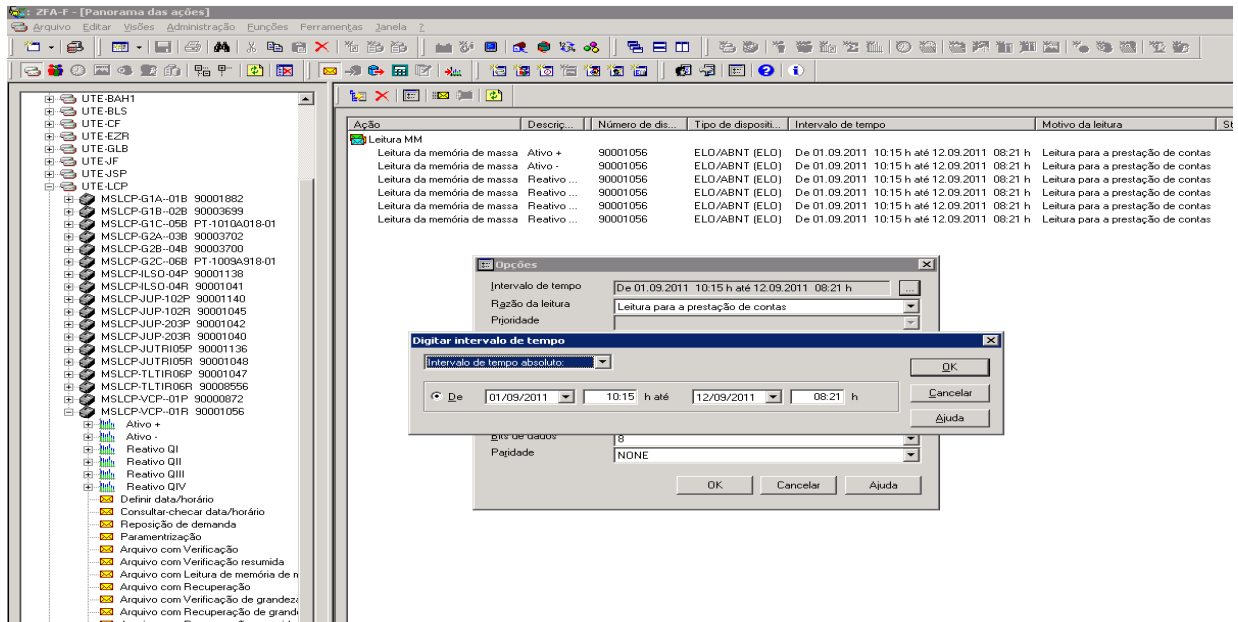 ZFA-F - [Panorama das ações]
Arquivo Editar Visões Administração Funções Ferramentas Janela ?
UTE-BAH1
UTE-BLS
UTE-CF
UTE-EZR
UTE-GLB
UTE-JF
UTE-JSP
UTE-LCP
MSLCP-G1A--01B 90001882
MSLCP-G1B--02B 90003699
MSLCP-G1C--05B PT-1010A018-01
MSLCP-G2A--03B 90003702
MSLCP-G2B--04B 90003700
MSLCP-G2C--06B PT-1009A918-01
MSLCP-ILSO-04P 90001138
MSLCP-ILSO-04R 90001041
MSLCP-JUP-102P 90001140
MSLCP-JUP-102R 90001045
MSLCP-JUP-203P 90001042
MSLCP-JUP-203R 90001040
MSLCP-JUTRI05P 90001136
MSLCP-JUTRI05R 90001048
MSLCP-TLTIR06P 90001047
MSLCP-TLTIR06R 90008556
MSLCP-VCP--01P 90000872
MSLCP-VCP--01R 90001056
Ativo +
Ativo -
Reativo QI
Reativo QII
Reativo QIII
Reativo QIV
Definir data/horário
Consultar-checar data/horário
Reposição de demanda
Paramentrização
Arquivo com Verificação
Arquivo com Verificação resumida
Arquivo com Leitura de memória de m
Arquivo com Recuperação
Arquivo com Verificação de grandeza
Arquivo com Recuperação de grand
Ação Descriç... Número de dis... Tipo de dispositi... Intervalo de tempo Motivo da leitura St
Leitura MM
Leitura da memória de massa Ativo + 90001056 ELO/ABNT (ELO) De 01.09.2011 10:15 h até 12.09.2011 08:21 h Leitura para a prestação de contas
Leitura da memória de massa Ativo - 90001056 ELO/ABNT (ELO) De 01.09.2011 10:15 h até 12.09.2011 08:21 h Leitura para a prestação de contas
Leitura da memória de massa Reativo ... 90001056 ELO/ABNT (ELO) De 01.09.2011 10:15 h até 12.09.2011 08:21 h Leitura para a prestação de contas
Leitura da memória de massa Reativo ... 90001056 ELO/ABNT (ELO) De 01.09.2011 10:15 h até 12.09.2011 08:21 h Leitura para a prestação de contas
Leitura da memória de massa Reativo ... 90001056 ELO/ABNT (ELO) De 01.09.2011 10:15 h até 12.09.2011 08:21 h Leitura para a prestação de contas
Leitura da memória de massa Reativo ... 90001056 ELO/ABNT (ELO) De 01.09.2011 10:15 h até 12.09.2011 08:21 h Leitura para a prestação de contas
Opções
Intervalo de tempo De 01.09.2011 10:15 h até 12.09.2011 08:21 h ...
Razão da leitura Leitura para a prestação de contas
Prioridade
Digitar intervalo de tempo
Intervalo de tempo absoluto:
OK
De 01/09/2011 10:15 h até 12/09/2011 08:21 h
Cancelar
Ajuda
Bits de dados 8
Paridade NONE
OK Cancelar Ajuda